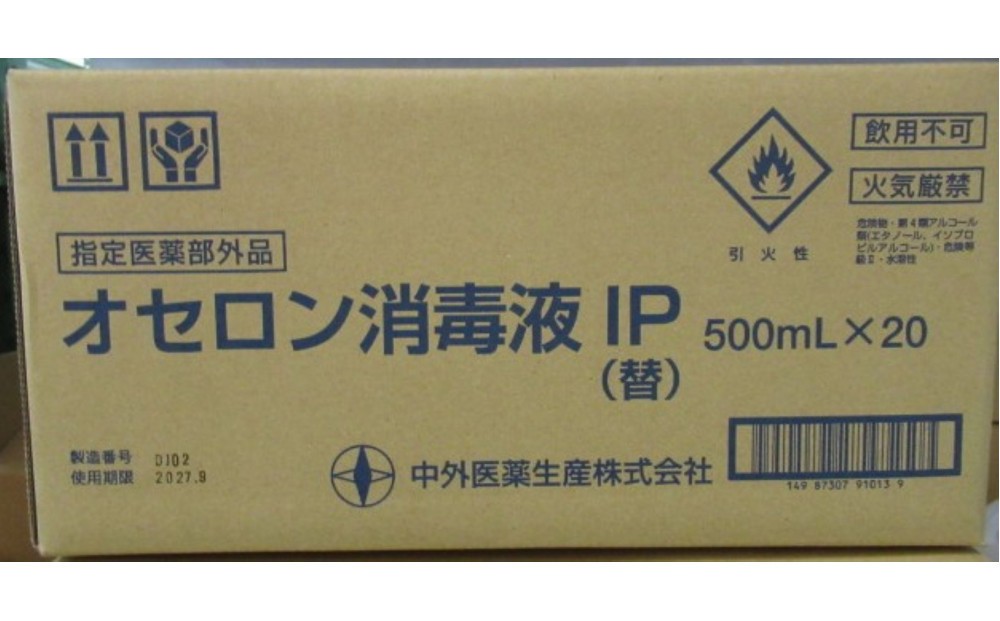 飲用不可
火気厳禁
危険物・第4類アルコール
類(エタノール、イソプロ
ピルアルコール)・危険等
級Ⅱ・水溶性
引火性
指定医薬部外品
オセロン消毒液 IP 500mL×20
(替)
製造番号 DJ02
使用期限 2027.9
中外医薬生産株式会社
149 87307 91013 9